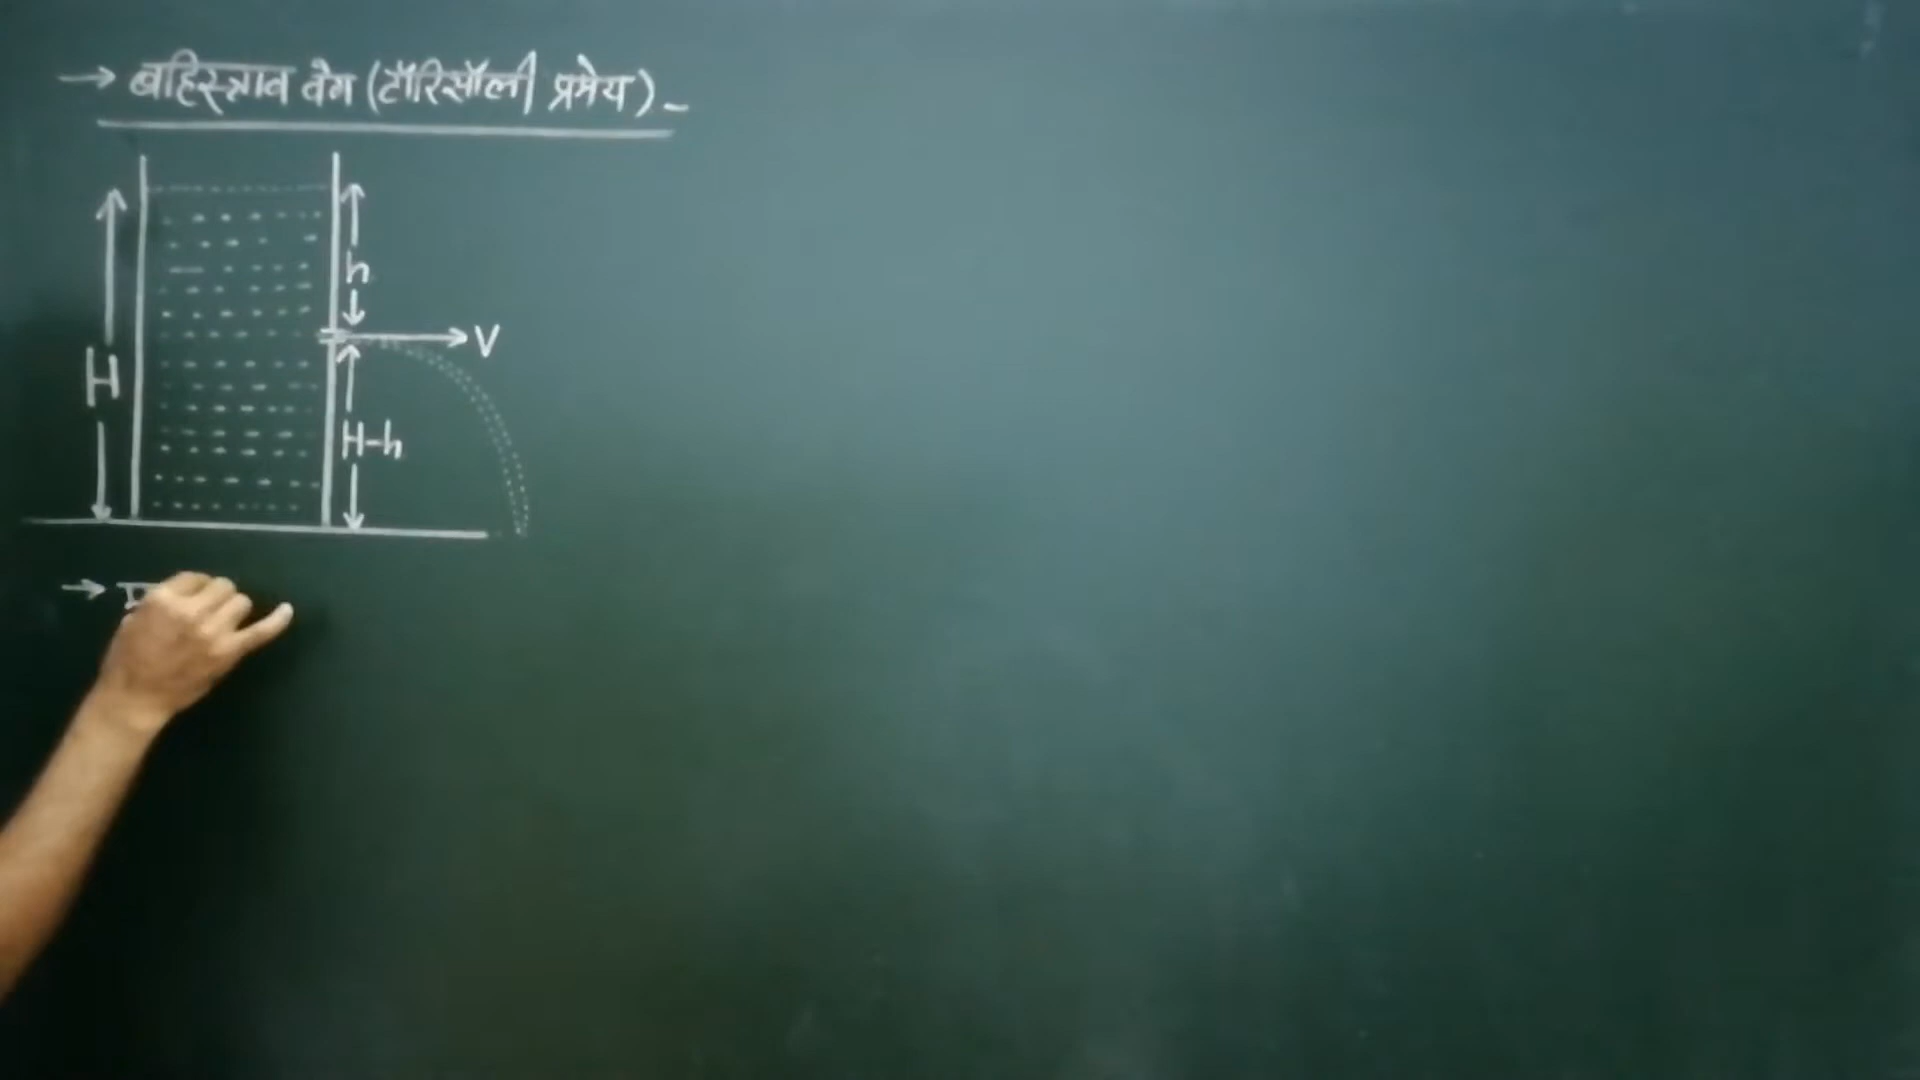 → बहिस्त्राव वेग (टॉरिसॉली प्रमेय) -
h
V
H
H-h
→